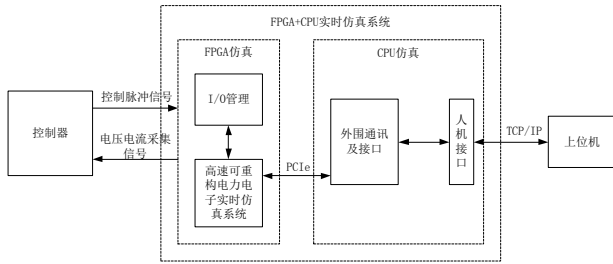 FPGA+CPU实时仿真系统
FPGA仿真
CPU仿真
控制器
控制脉冲信号
电压电流采集
信号
I/O管理
高速可重
构电力电
子实时仿
真系统
PCIe
外围通讯
及接口
人
机
接
口
TCP/IP
上位机